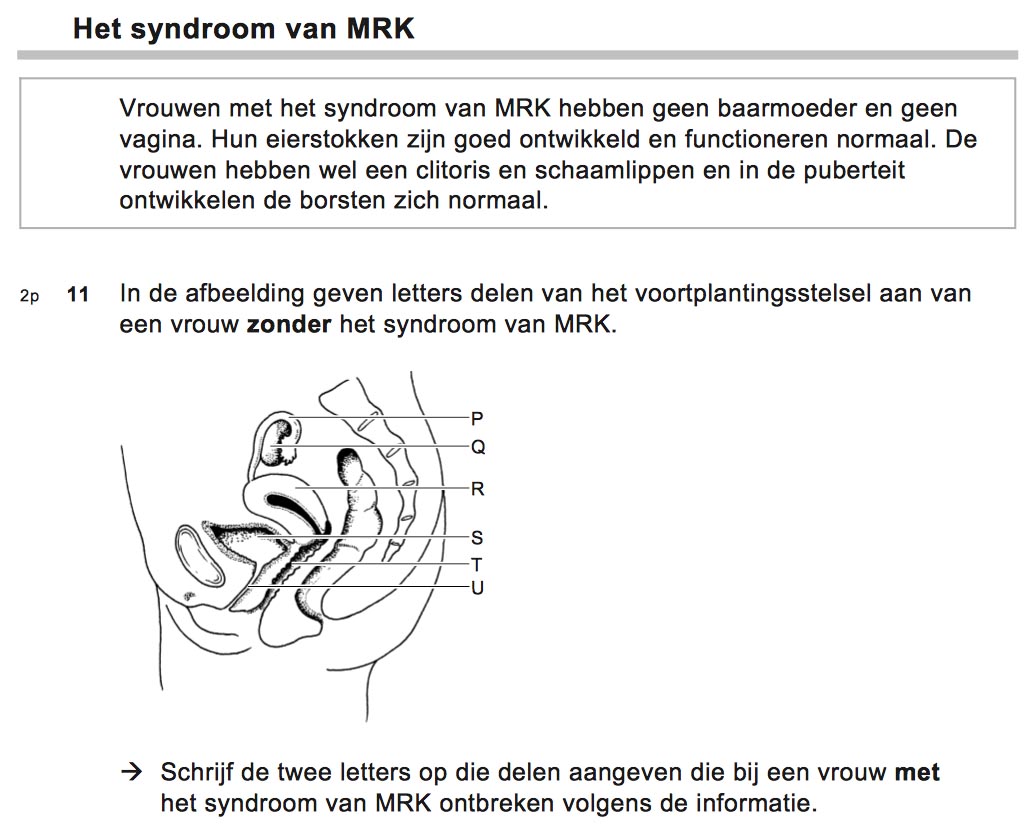 Het syndroom van MRK
Vrouwen met het syndroom van MRK hebben geen baarmoeder en geen
vagina. Hun eierstokken zijn goed ontwikkeld en functioneren normaal. De
vrouwen hebben wel een clitoris en schaamlippen en in de puberteit
ontwikkelen de borsten zich normaal.
2p 11 In de afbeelding geven letters delen van het voortplantingsstelsel aan van
een vrouw zonder het syndroom van MRK.
P
Q
R
S
T
U
→ Schrijf de twee letters op die delen aangeven die bij een vrouw met
het syndroom van MRK ontbreken volgens de informatie.